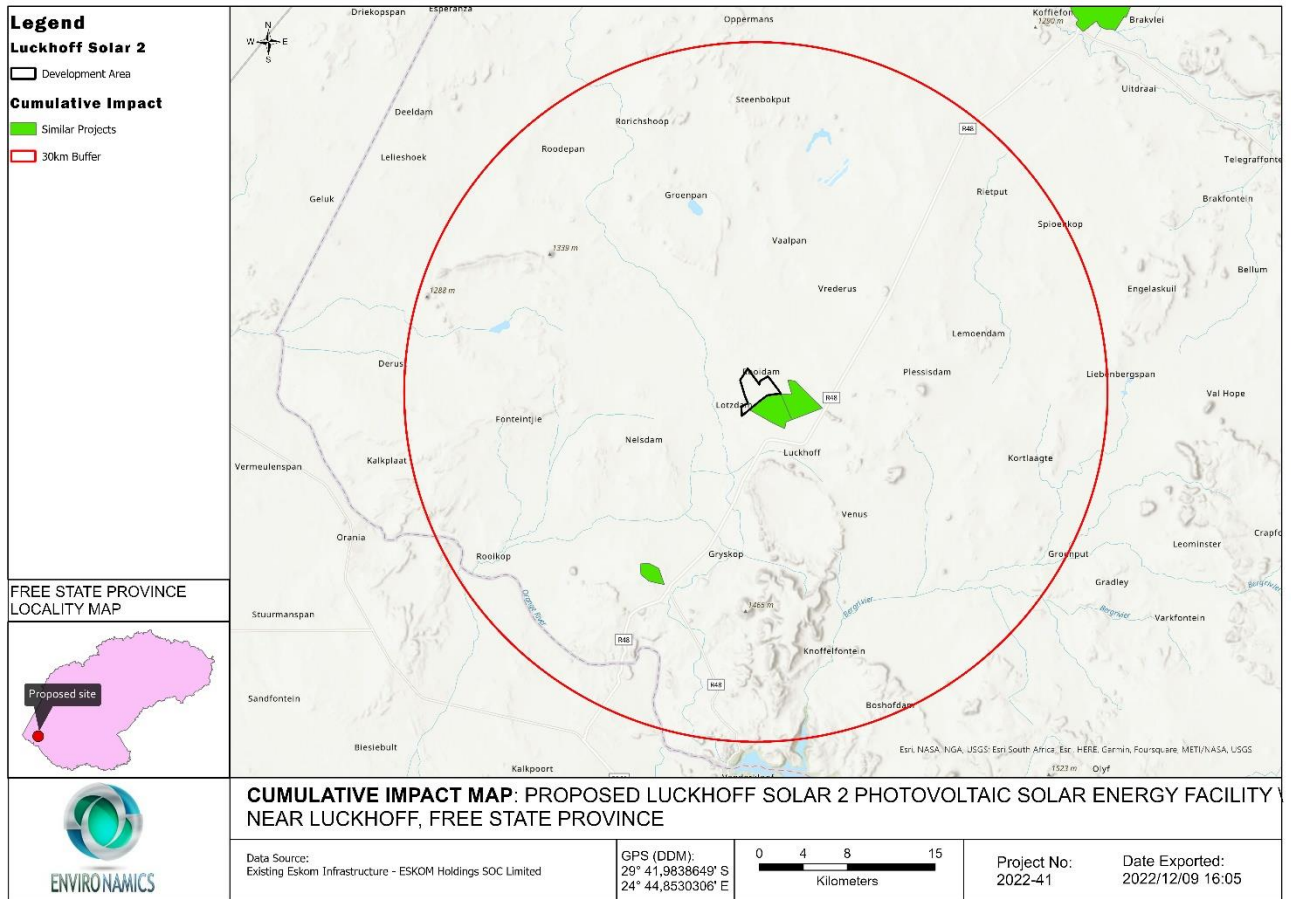 Legend
Luckhoff Solar 2
Development Area
Cumulative Impact
Similar Projects
30km Buffer
N
W E
S
Driekopspan
Esperanza
Oppermans
Koffiefon
1290 m
Brakvlei
Uitdraai
Steenbokput
Deeldam
Rorichshoop
R48
Roodepan
Lelieshoek
Telegraffonte
Geluk
Groenpan
Rietput
Brakfontein
Spioenkop
Vaalpan
1339 m
Bellum
1288 m
Vrederus
Engelaskuil
Lemoendam
Derust
Rooidam
Plessisdam
Liebenbergspan
Val Hope
Lotzdam
R48
Fonteintjie
Nelsdam
Luckhoff
Vermeulenspan
Kalkplaat
Kortlaagte
Venus
Orania
Crapfo
Leominster
Rooikop
Gryskop
Groenput
Gradley
Bergrivier
Orange River
1465 m
Bergrivier
Bergrivier
Stuurmanspan
Varkfontein
R48
Knoffelfontein
R48
Sandfontein
Boshofdam
Biesiebult
Esri, NASA, NGA, USGS; Esri South Africa, Esri, HERE, Garmin, Foursquare, METI/NASA, USGS
Kalkpoort
1523 m
Olyf
FREE STATE PROVINCE
LOCALITY MAP
Proposed site
ENVIRONAMICS
CUMULATIVE IMPACT MAP: PROPOSED LUCKHOFF SOLAR 2 PHOTOVOLTAIC SOLAR ENERGY FACILITY
NEAR LUCKHOFF, FREE STATE PROVINCE
Data Source:
Existing Eskom Infrastructure - ESKOM Holdings SOC Limited
GPS (DDM):
29° 41,9838649' S
24° 44,8530306' E
0 4 8 15
Kilometers
Project No:
2022-41
Date Exported:
2022/12/09 16:05